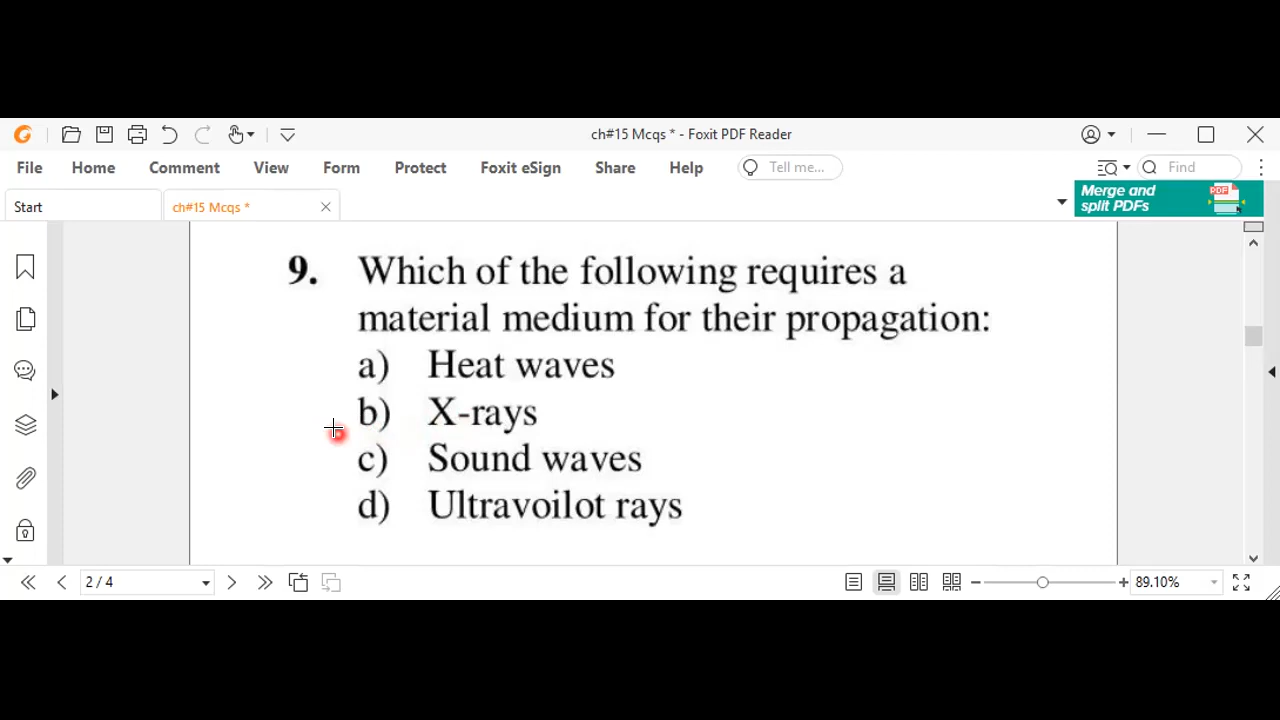 ch#15 Mcqs * - Foxit PDF Reader
File Home Comment View Form Protect Foxit eSign Share Help Tell me... Find
Start ch#15 Mcqs *
Merge and
split PDFs
PDF
9. Which of the following requires a
material medium for their propagation:
a) Heat waves
b) X-rays
c) Sound waves
d) Ultravoilot rays
2 / 4 89.10%